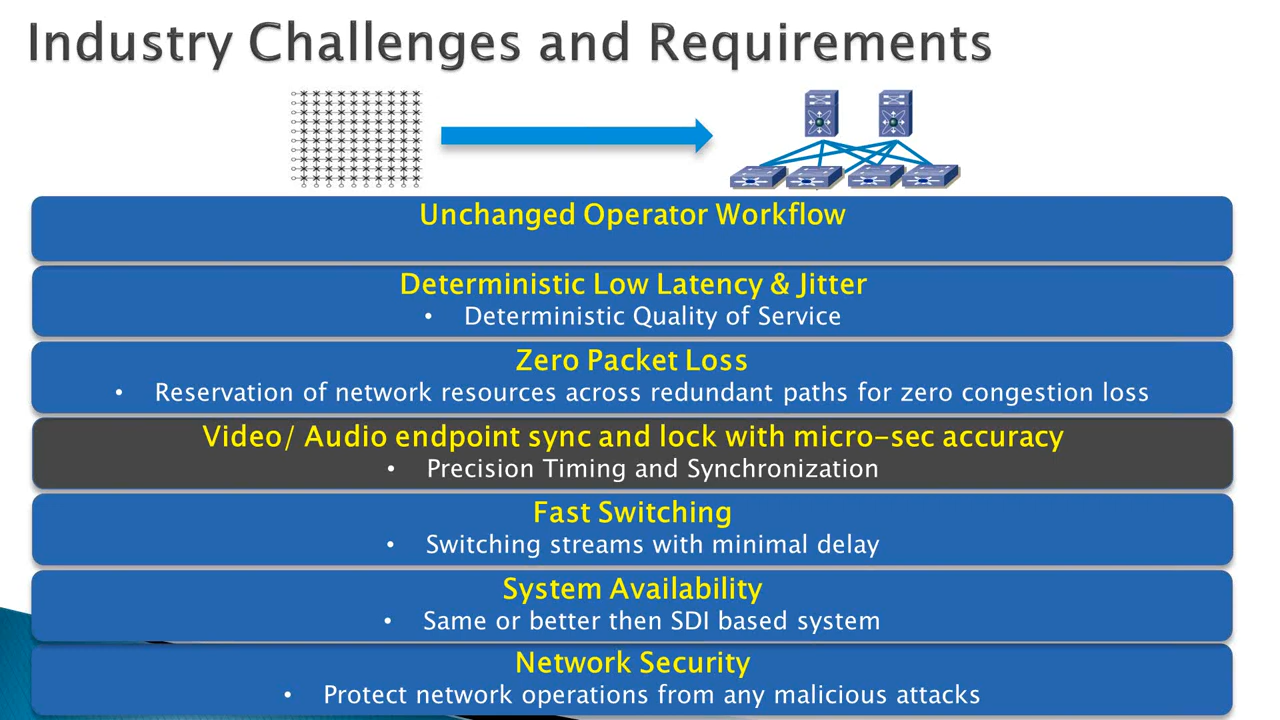 Industry Challenges and Requirements
Unchanged Operator Workflow
Deterministic Low Latency & Jitter
• Deterministic Quality of Service
Zero Packet Loss
• Reservation of network resources across redundant paths for zero congestion loss
Video/ Audio endpoint sync and lock with micro-sec accuracy
• Precision Timing and Synchronization
Fast Switching
• Switching streams with minimal delay
System Availability
• Same or better then SDI based system
Network Security
• Protect network operations from any malicious attacks